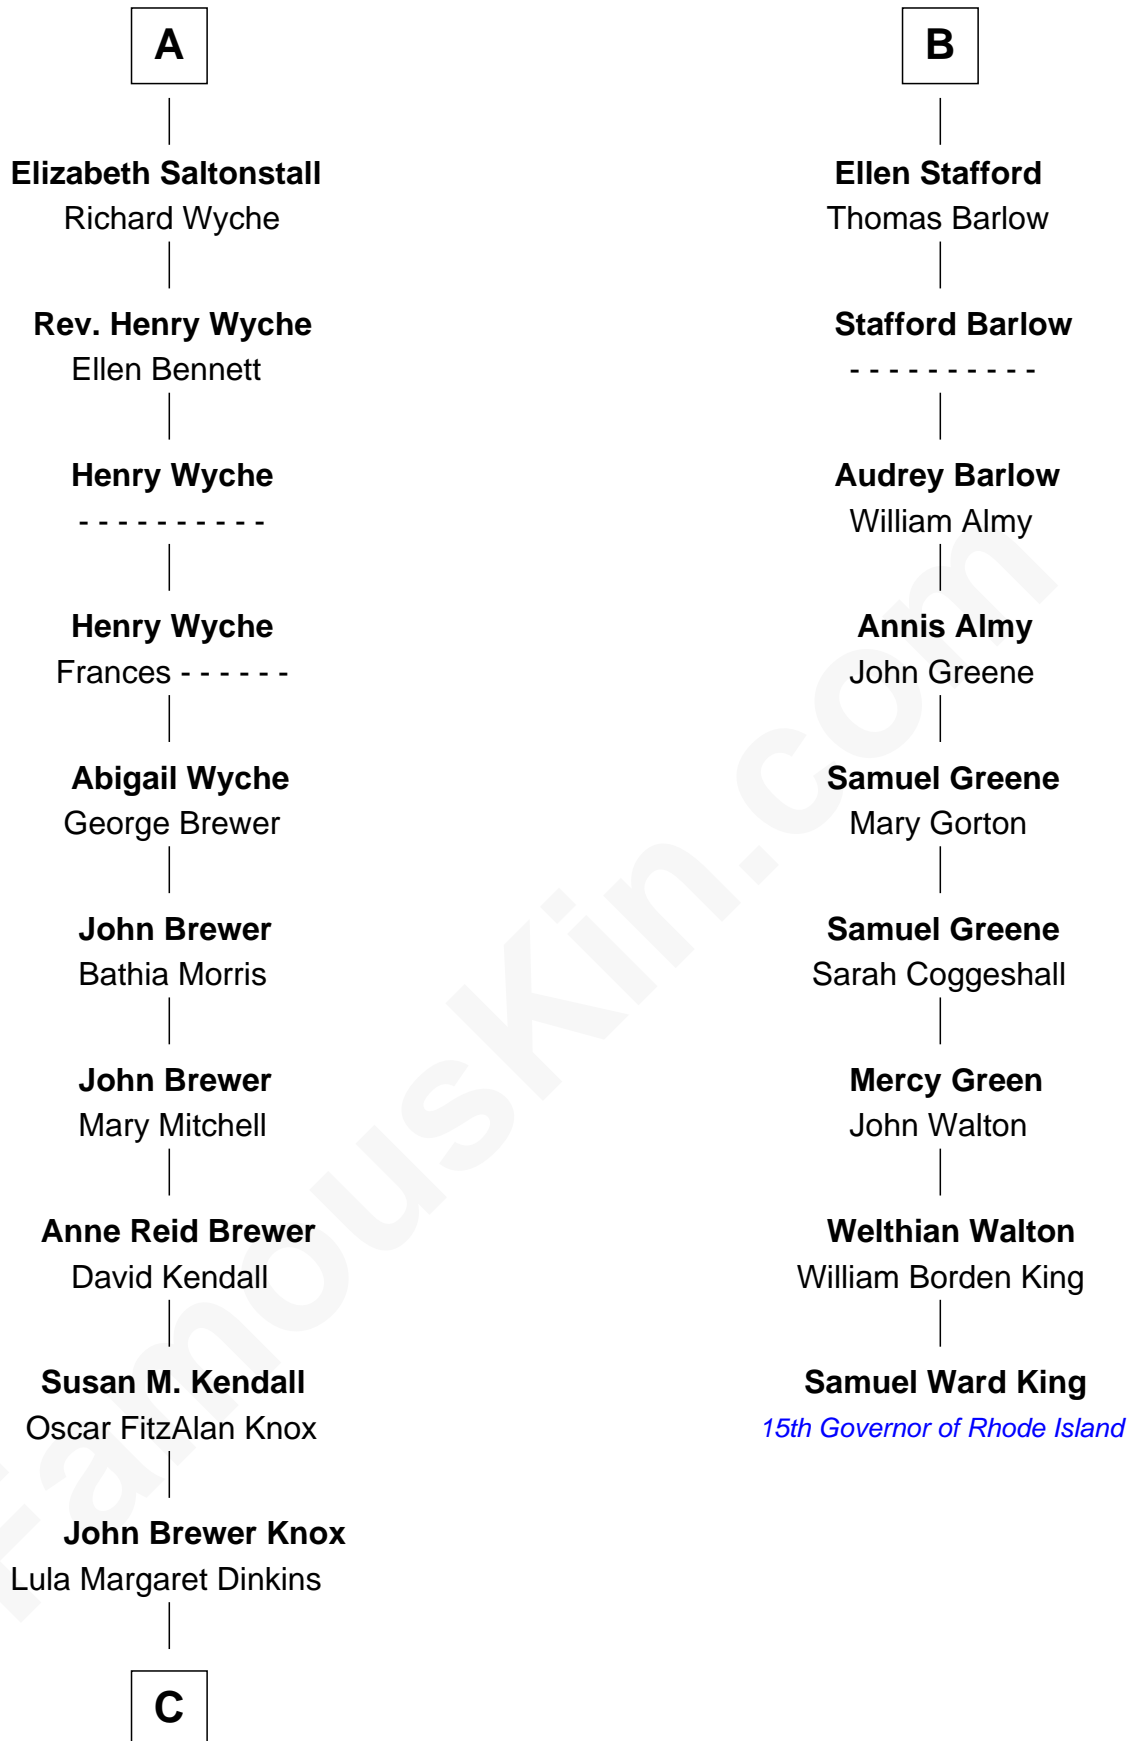 A
Elizabeth Saltonstall
Richard Wyche
Rev. Henry Wyche
Ellen Bennett
Henry Wyche
- - - - - - - - - -
Henry Wyche
Frances - - - - - -
Abigail Wyche
George Brewer
John Brewer
Bathia Morris
John Brewer
Mary Mitchell
Anne Reid Brewer
David Kendall
Susan M. Kendall
Oscar FitzAlan Knox
John Brewer Knox
Lula Margaret Dinkins
C
B
Ellen Stafford
Thomas Barlow
Stafford Barlow
- - - - - - - - - -
Audrey Barlow
William Almy
Annis Almy
John Greene
Samuel Greene
Mary Gorton
Samuel Greene
Sarah Coggeshall
Mercy Green
John Walton
Welthian Walton
William Borden King
Samuel Ward King
15th Governor of Rhode Island
FamousKin.com